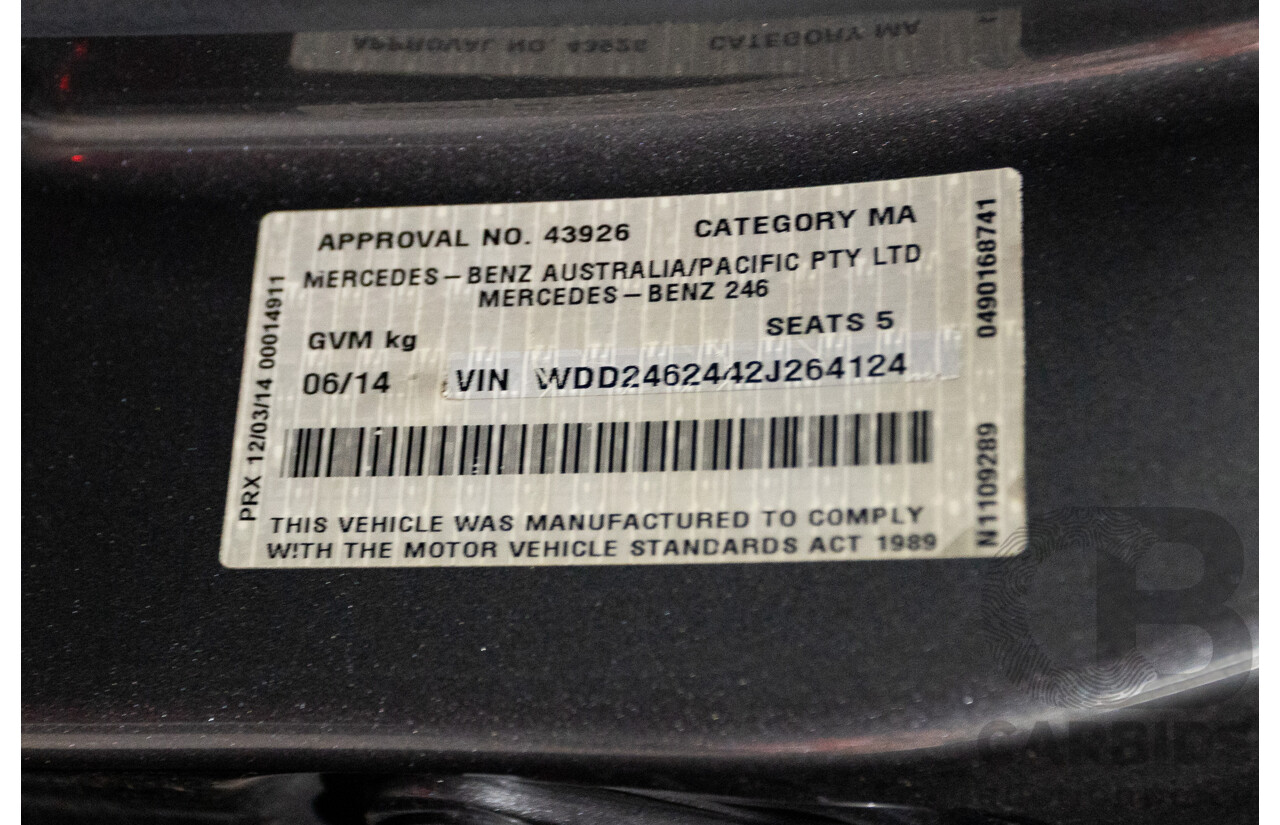 APPROVAL NO. 43926 CATEGORY MA
MERCEDES-BENZ AUSTRALIA/PACIFIC PTY LTD
MERCEDES-BENZ 246
GVM kg SEATS 5
06/14 VIN WDD2462442J264124
THIS VEHICLE WAS MANUFACTURED TO COMPLY
WITH THE MOTOR VEHICLE STANDARDS ACT 1989
PRX 12/03/14 00014911
0490168741
N1109289
APPROVAL NO. 43926 CATEGORY MA
CB
CARBIDS